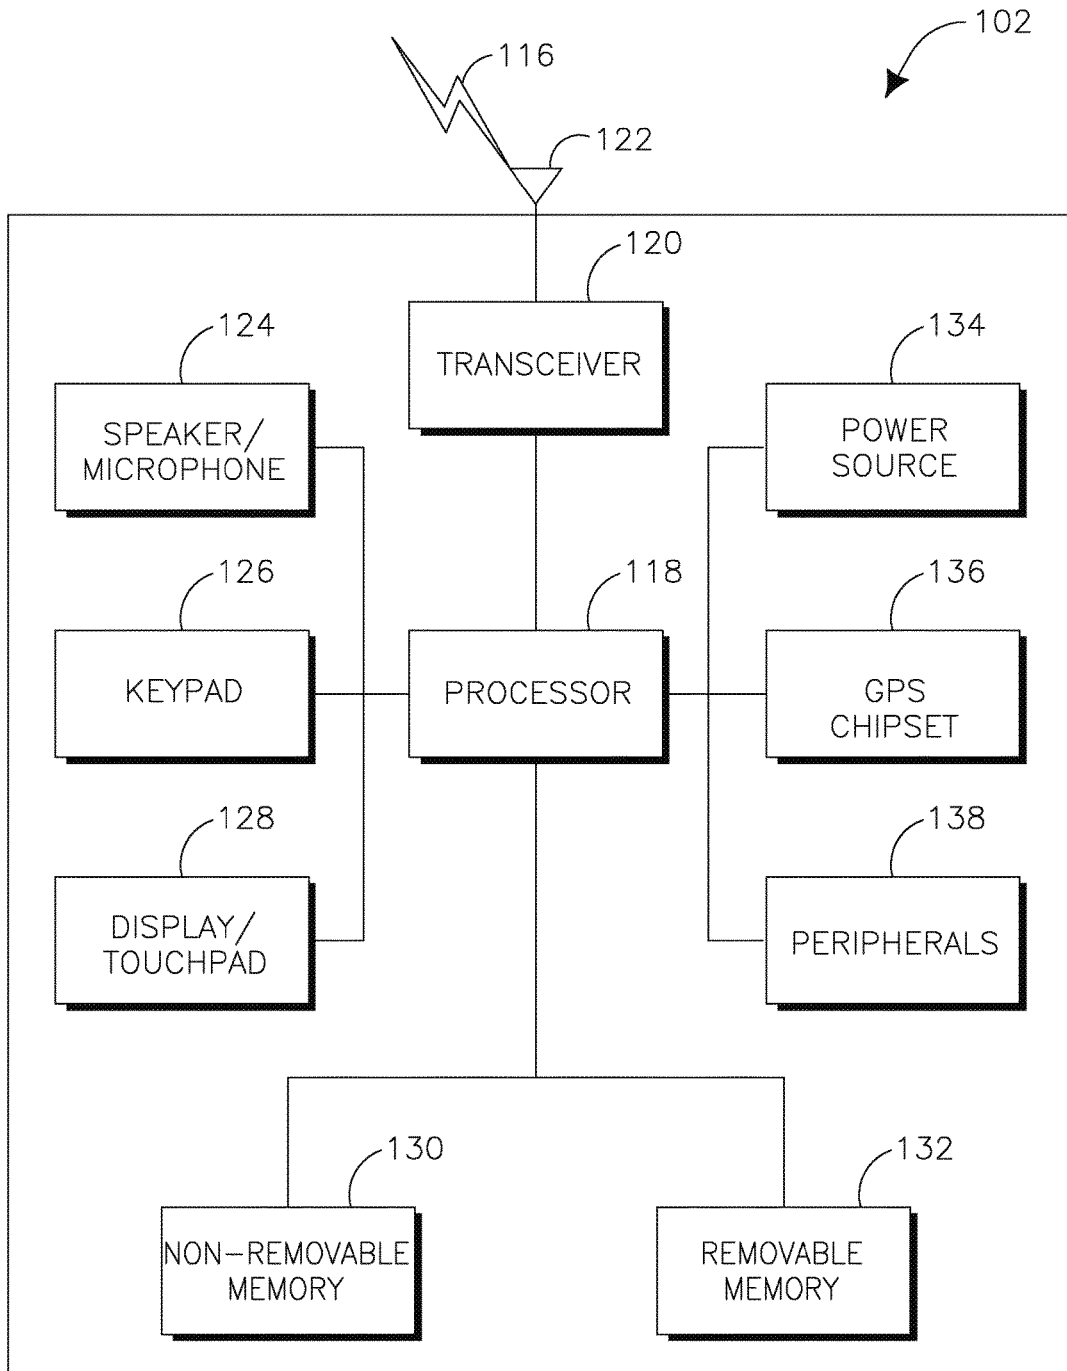 102
116
122
120
TRANSCEIVER
124
SPEAKER/
MICROPHONE
134
POWER
SOURCE
126
KEYPAD
118
PROCESSOR
136
GPS
CHIPSET
128
DISPLAY/
TOUCHPAD
138
PERIPHERALS
130
NON-REMOVABLE
MEMORY
132
REMOVABLE
MEMORY